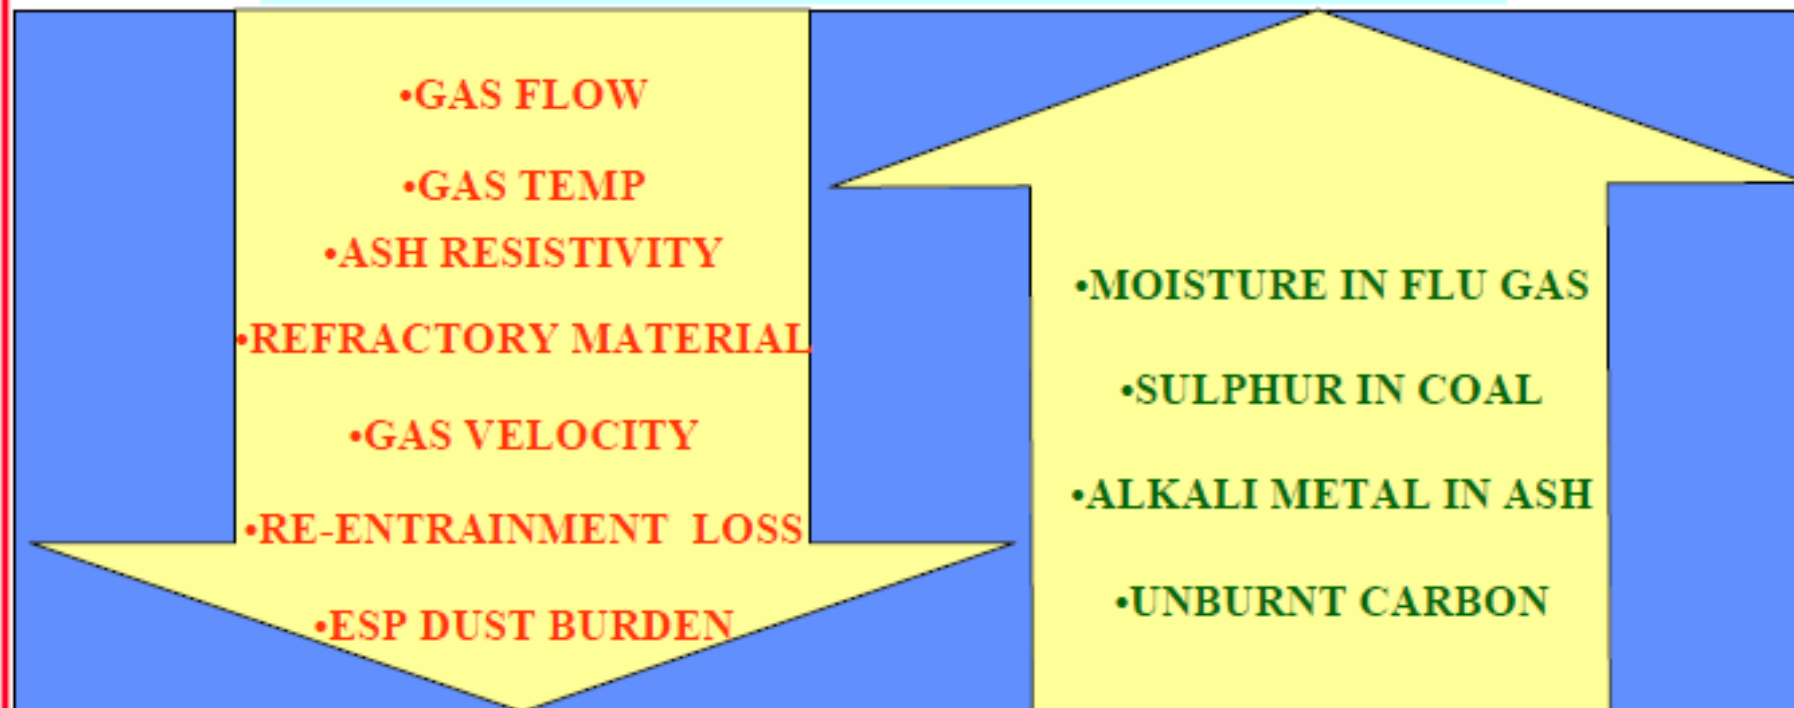 •GAS FLOW
•GAS TEMP
•ASH RESISTIVITY
•REFRACTORY MATERIAL
•GAS VELOCITY
•RE-ENTRAINMENT LOSS
•ESP DUST BURDEN
•MOISTURE IN FLU GAS
•SULPHUR IN COAL
•ALKALI METAL IN ASH
•UNBURNT CARBON